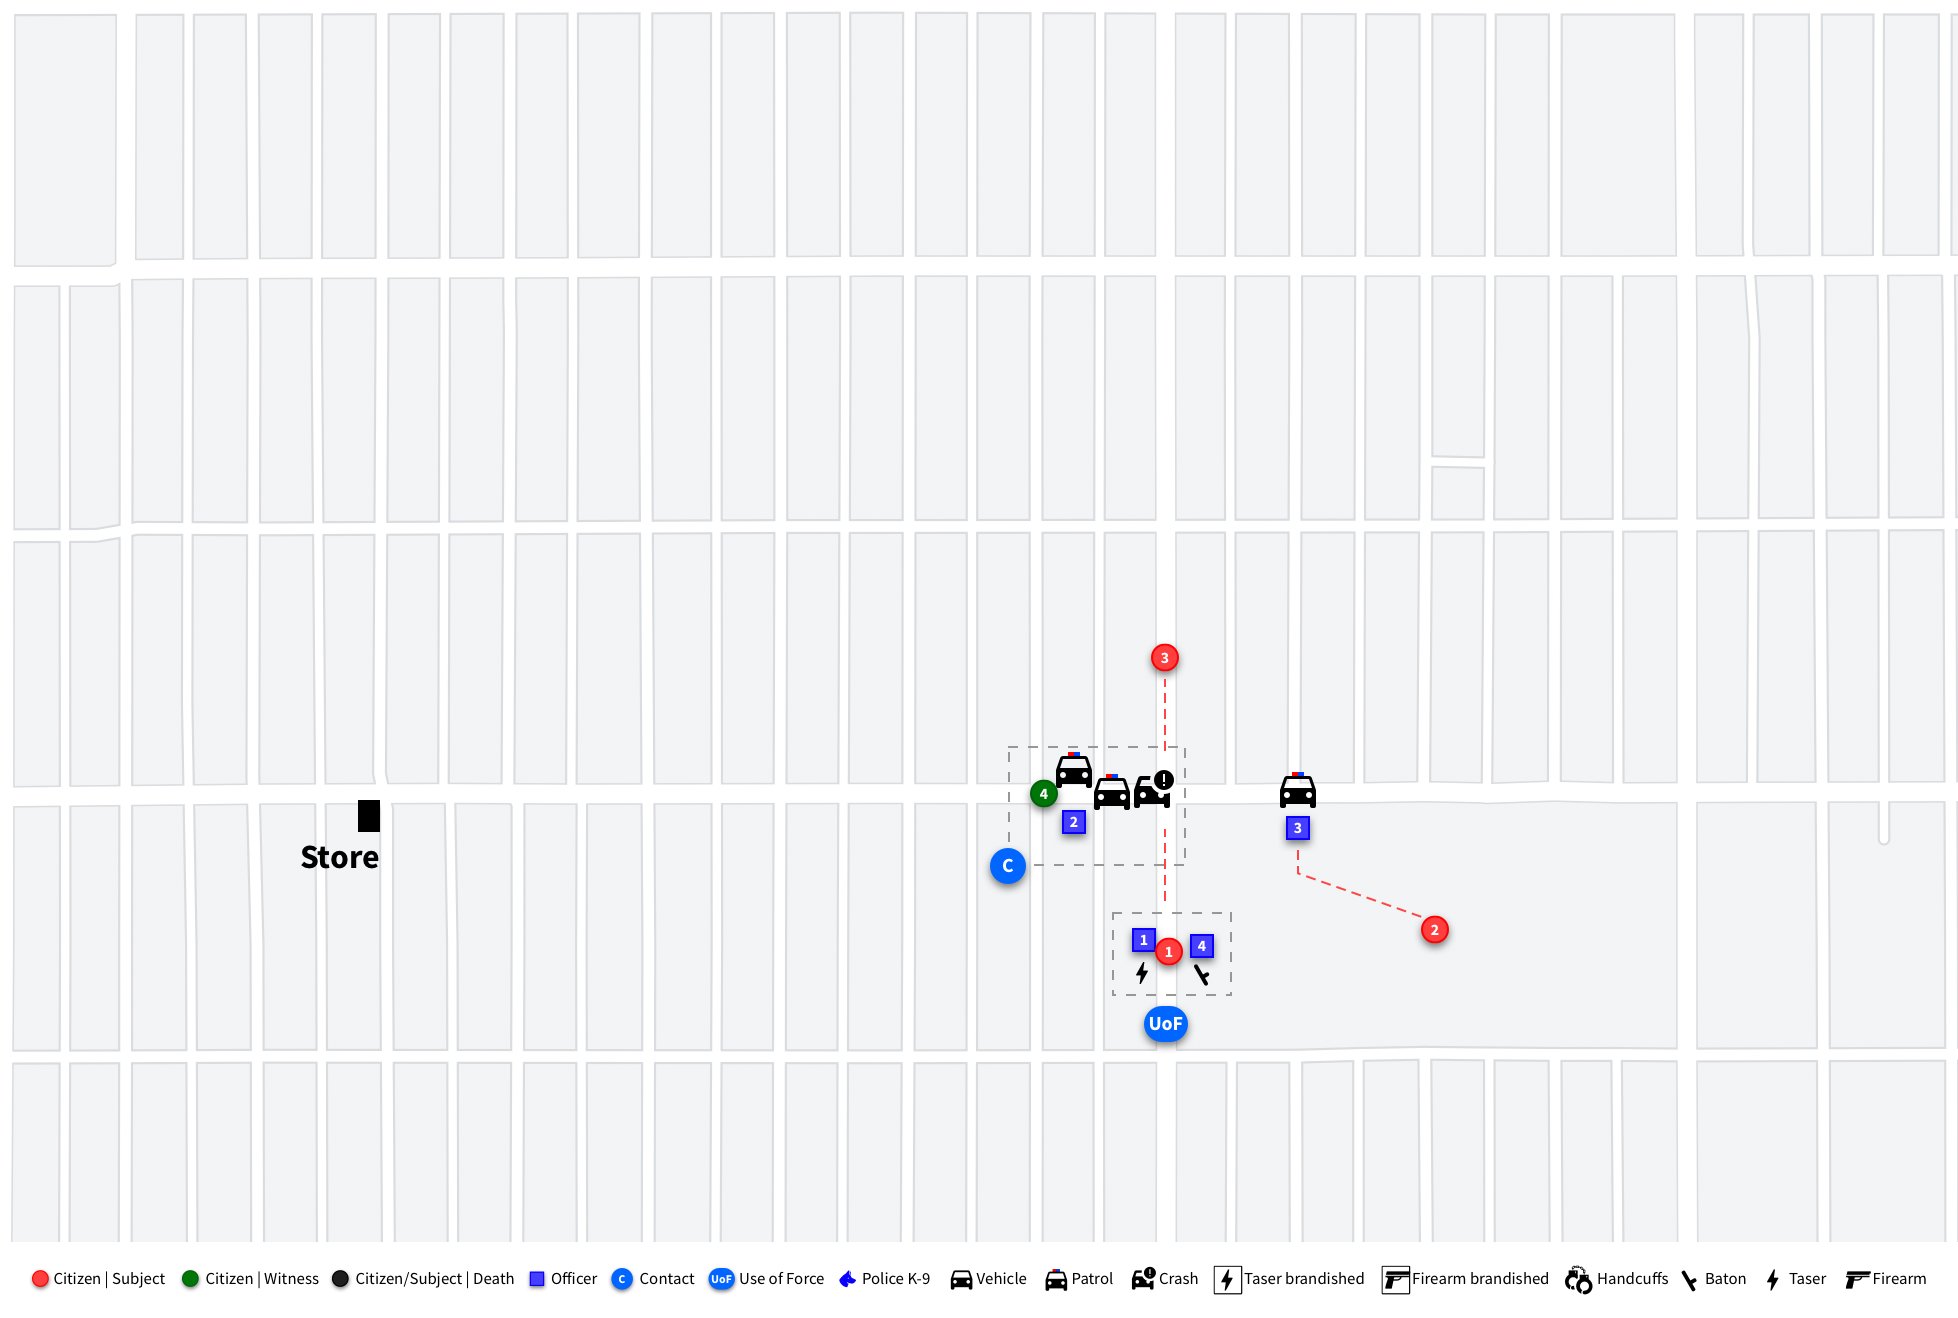 3
4
2
3
Store
C
2
1
1
4
UoF
Citizen | Subject
Citizen | Witness
Citizen/Subject | Death
Officer
C Contact
UoF Use of Force
Police K-9
Vehicle
Patrol
! Crash
Taser brandished
Firearm brandished
Handcuffs
Baton
Taser
Firearm